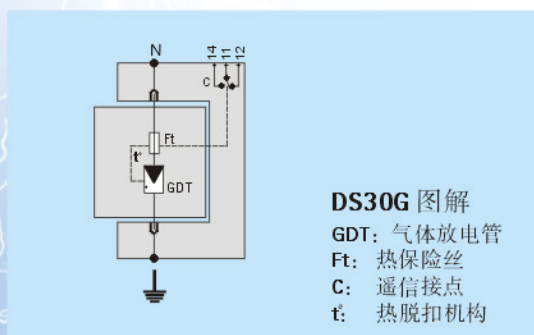 N
14 11 12
C
Ft
t°
GDT
DS30G 图解
GDT: 气体放电管
Ft: 热保险丝
C: 遥信接点
t°: 热脱扣机构